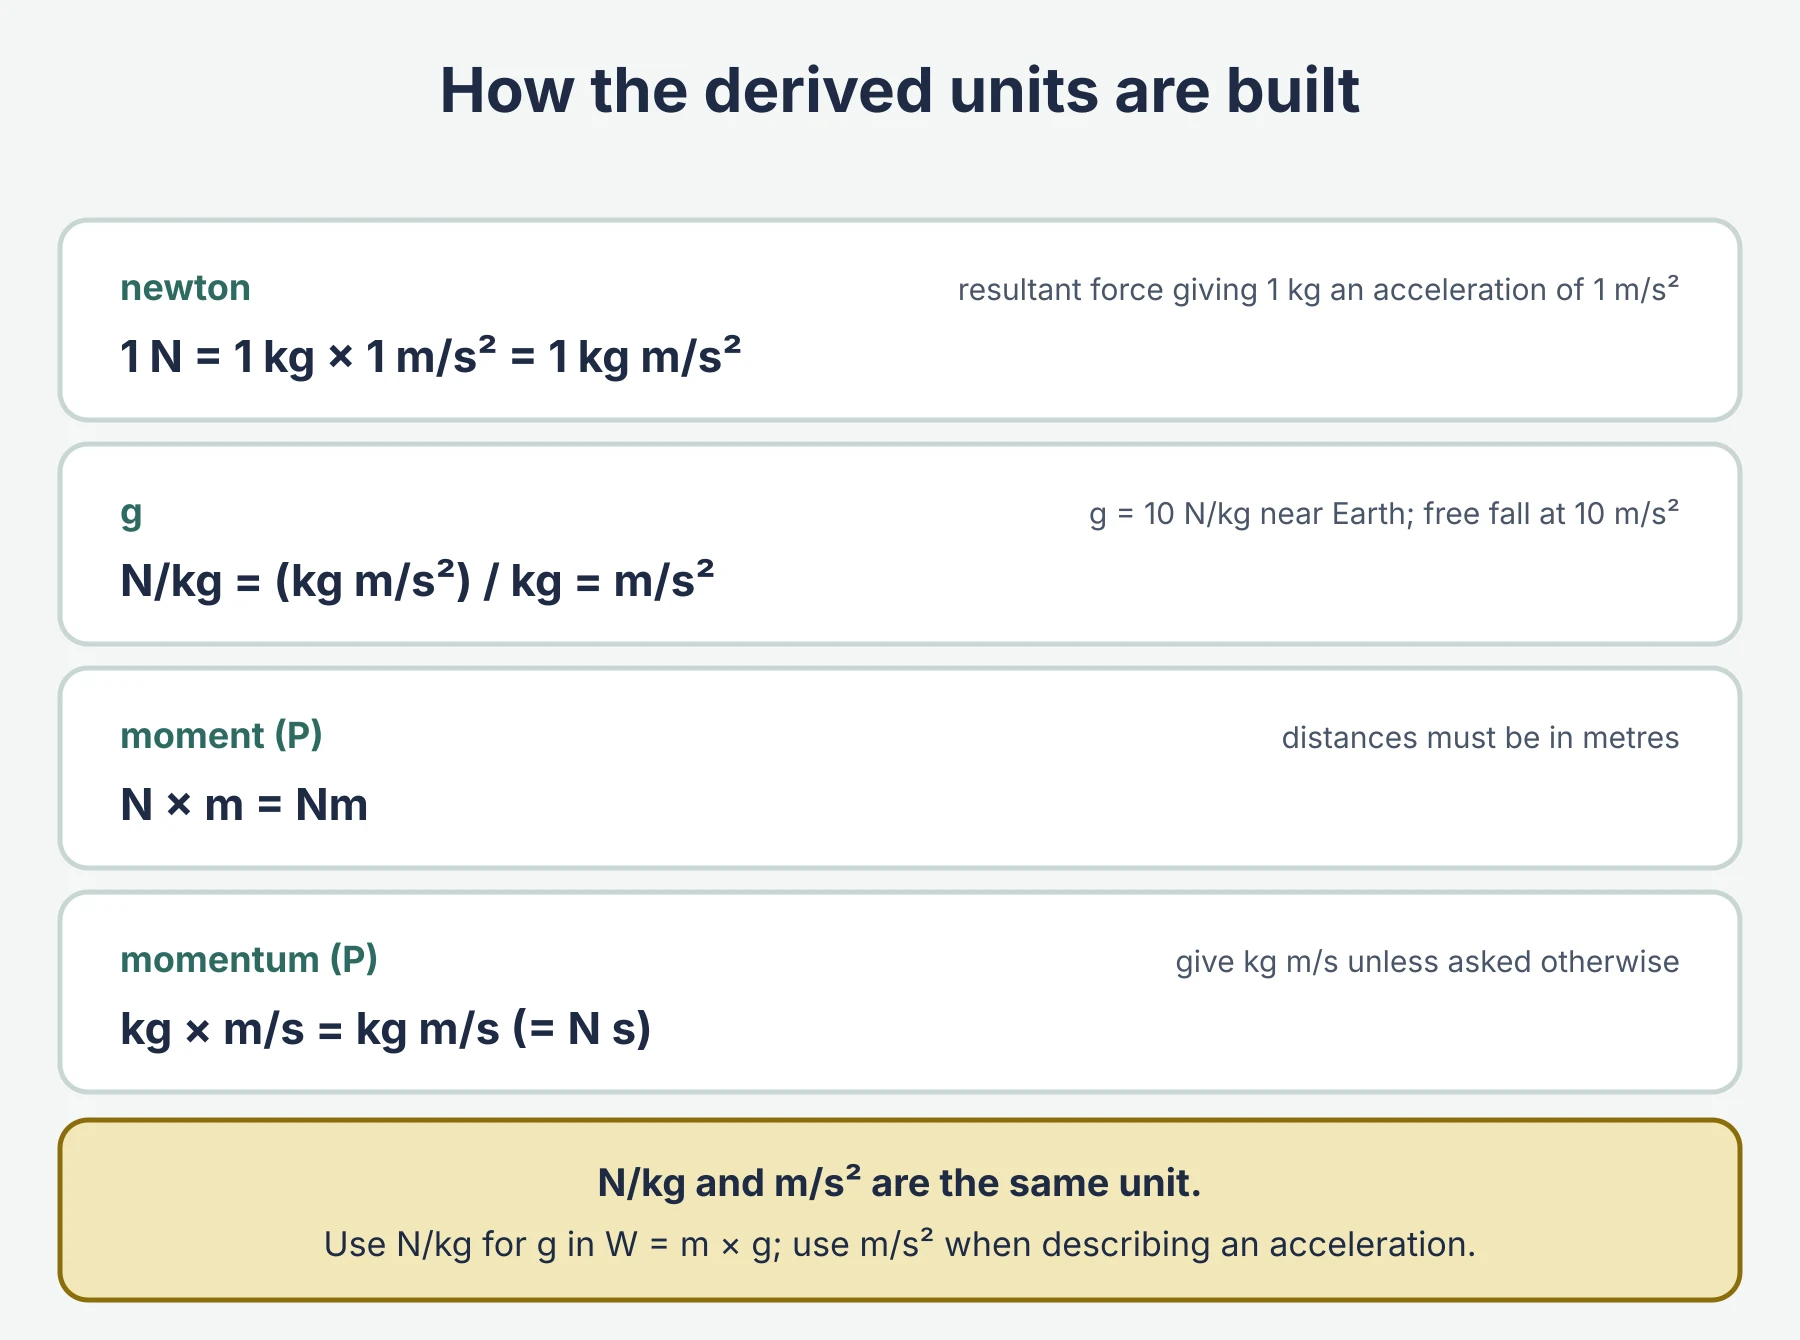 How the derived units are built
newton
resultant force giving 1 kg an acceleration of 1 m/s²
1 N = 1 kg × 1 m/s² = 1 kg m/s²
g
g = 10 N/kg near Earth; free fall at 10 m/s²
N/kg = (kg m/s²) / kg = m/s²
moment (P)
distances must be in metres
N × m = Nm
momentum (P)
give kg m/s unless asked otherwise
kg × m/s = kg m/s (= N s)
N/kg and m/s² are the same unit.
Use N/kg for g in W = m × g; use m/s² when describing an acceleration.